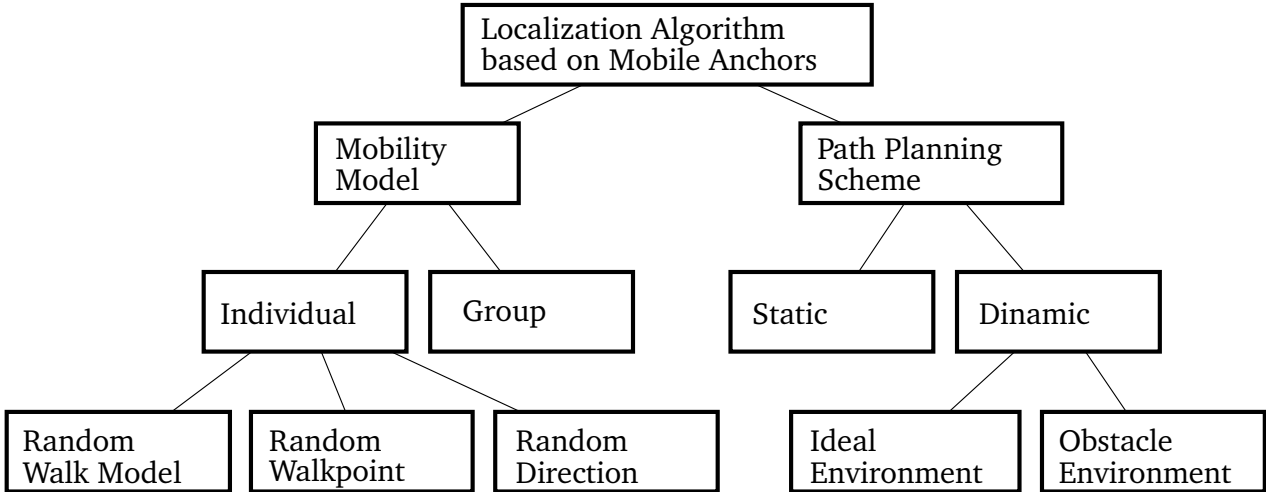 Localization Algorithm
based on Mobile Anchors
Mobility
Model
Path Planning
Scheme
Individual
Group
Static
Dinamic
Random
Walk Model
Random
Walkpoint
Random
Direction
Ideal
Environment
Obstacle
Environment